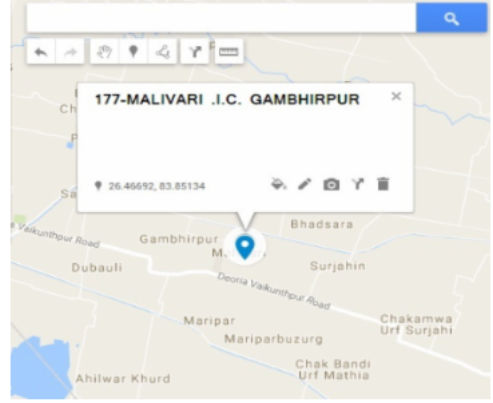 177-MALIVARI .I.C. GAMBHIRPUR
26.46692, 83.85134
Bhadsara
Vaikunthpur Road
Gambhirpur
Dubauli
Surjahin
Deoria Vaikunthpur Road
Chakamwa
Urf Surjahi
Maripar
Mariparbuzurg
Chak Bandi
Urf Mathia
Ahilwar Khurd